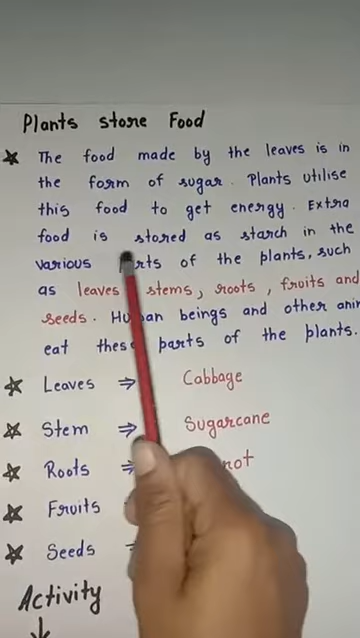 Plants store Food
★ The food made by the leaves is in
the form of sugar. Plants utilise
this food to get energy. Extra
food is stored as starch in the
various of the plants, such
as leaves stems, roots, fruits and
seeds. beings and other
eat these parts of the plants.
★ Leaves ⇒ Cabbage
★ Stem ⇒ Sugarcane
★ Roots ⇒
★ Fruits
★ Seeds
Activity
↓